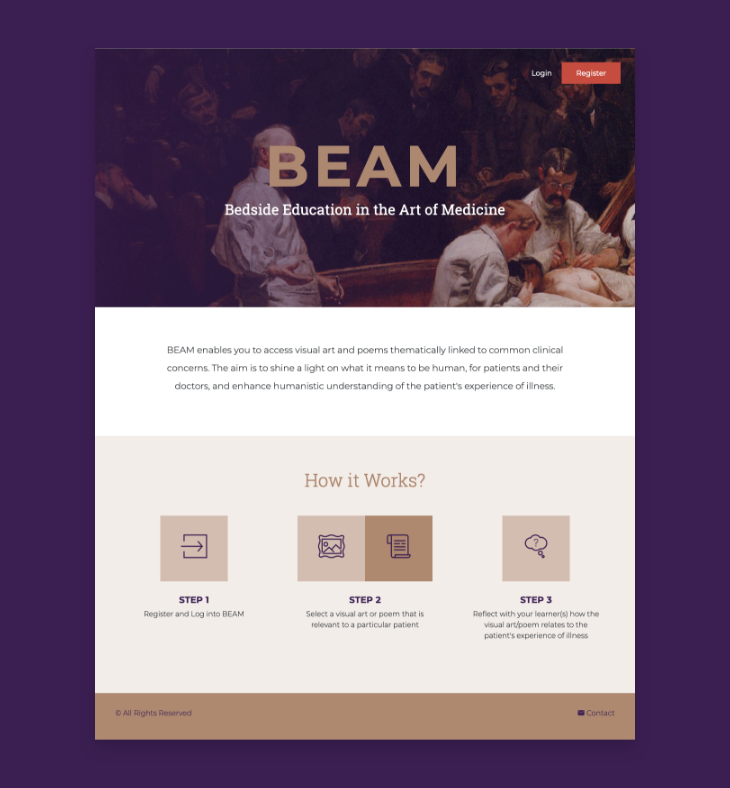 Login
Register
BEAM
Bedside Education in the Art of Medicine
BEAM enables you to access visual art and poems thematically linked to common clinical
concerns. The aim is to shine a light on what it means to be human, for patients and their
doctors, and enhance humanistic understanding of the patient's experience of illness.
How it Works?
?
STEP 1
Register and Log into BEAM
STEP 2
Select a visual art or poem that is
relevant to a particular patient
STEP 3
Reflect with your learner(s) how the
visual art/poem relates to the
patient's experience of illness
© All Rights Reserved
Contact